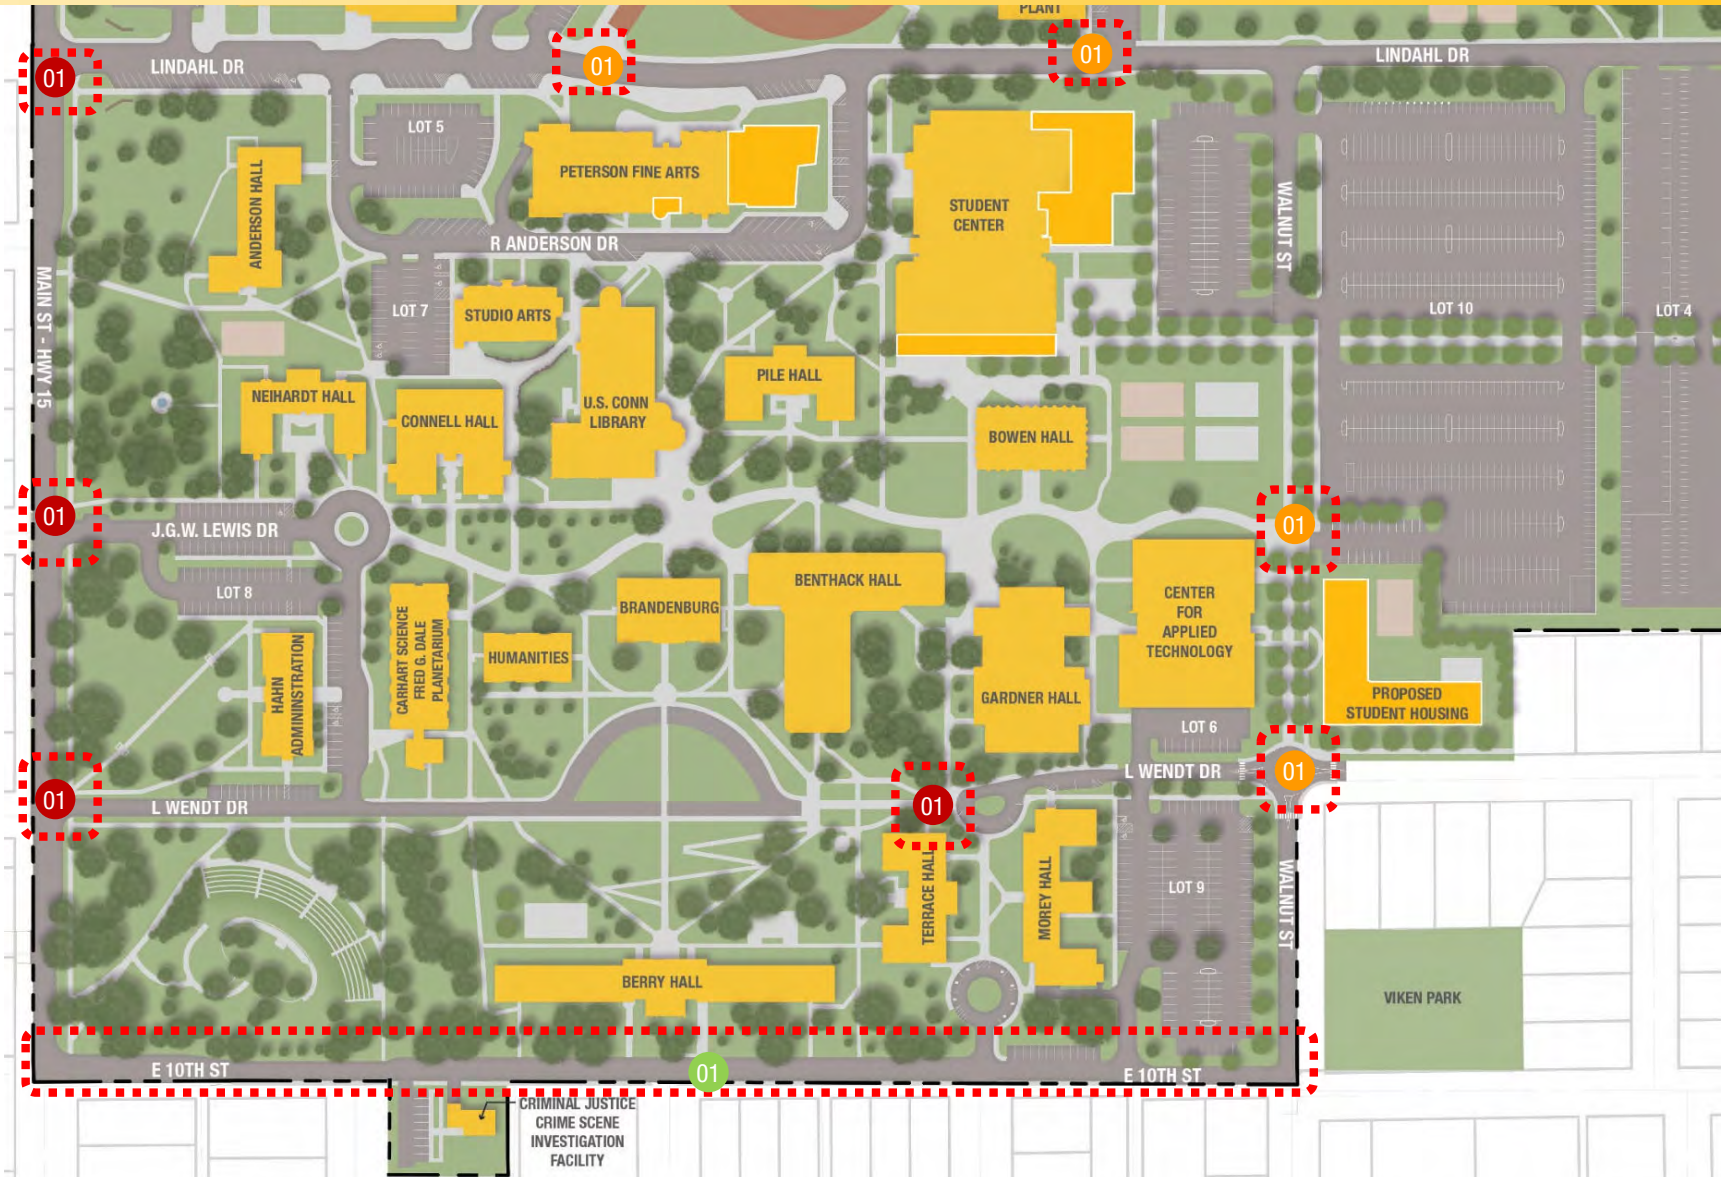 PLANT
LINDAHL DR
LINDAHL DR
01
01
01
LOT 5
PETERSON FINE ARTS
ANDERSON HALL
STUDENT
CENTER
WALNUT ST
R ANDERSON DR
MAIN ST - HWY 15
LOT 7
STUDIO ARTS
LOT 10
LOT 4
PILE HALL
NEIHARDT HALL
CONNELL HALL
U.S. CONN
LIBRARY
BOWEN HALL
01
J.G.W. LEWIS DR
01
LOT 8
BENTHACK HALL
BRANDENBURG
CENTER
FOR
APPLIED
TECHNOLOGY
HUMANITIES
CARHART SCIENCE
FRED G. DALE
PLANETARIUM
HAHN
ADMININSTRATION
GARDNER HALL
PROPOSED
STUDENT HOUSING
LOT 6
01
L WENDT DR
01
L WENDT DR
01
TERRACE HALL
MOREY HALL
LOT 9
WALNUT ST
BERRY HALL
VIKEN PARK
E 10TH ST
01
E 10TH ST
CRIMINAL JUSTICE
CRIME SCENE
INVESTIGATION
FACILITY